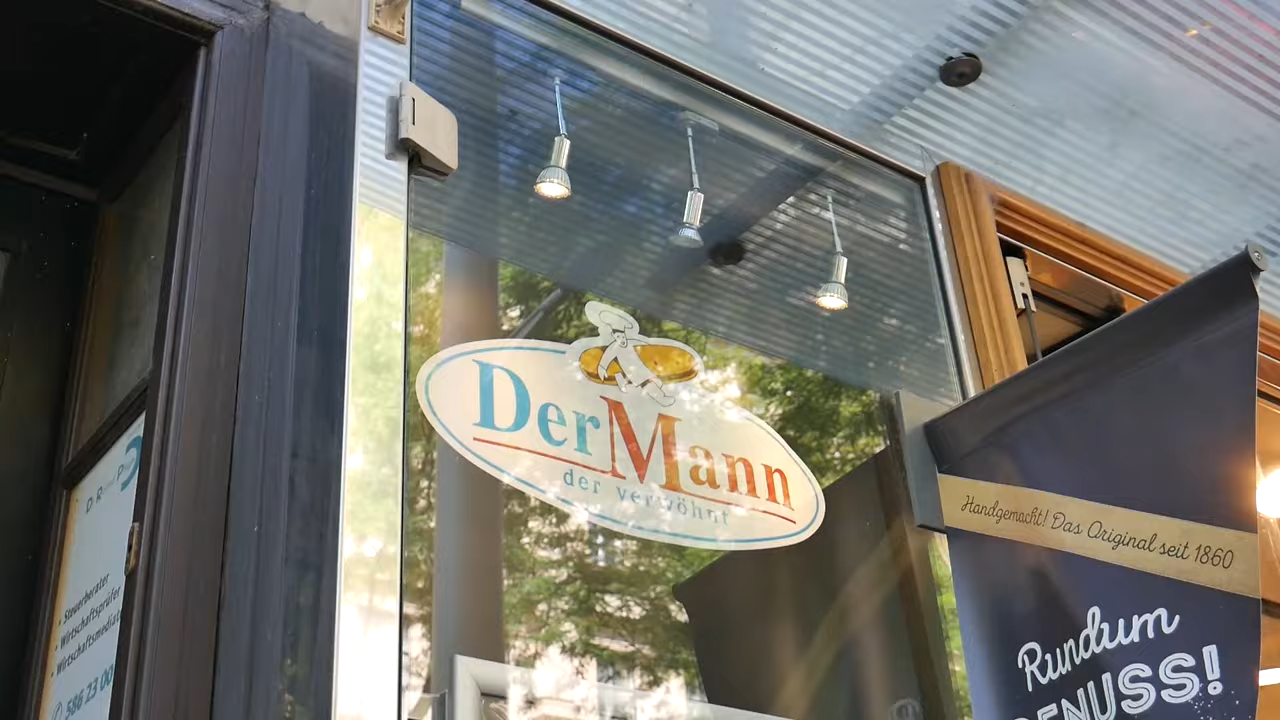 DerMann
der verwöhnt
Handgemacht! Das Original seit 1860
Rundum
GENUSS!
· Steuerberater
· Wirtschaftsprüfer
586 23 00